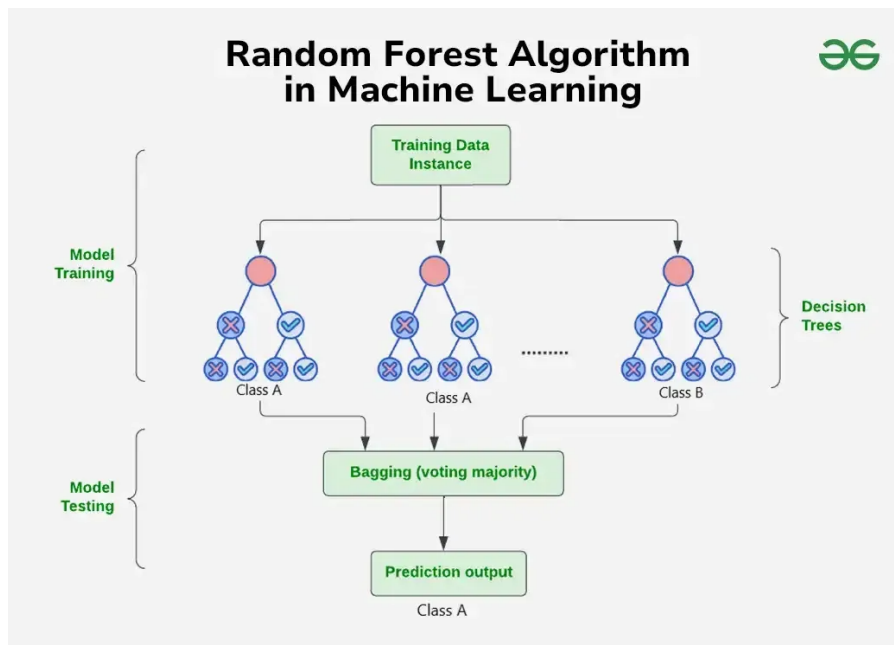 Random Forest Algorithm
in Machine Learning
Training Data
Instance
Model
Training
Decision
Trees
.........
Class A
Class A
Class B
Bagging (voting majority)
Model
Testing
Prediction output
Class A